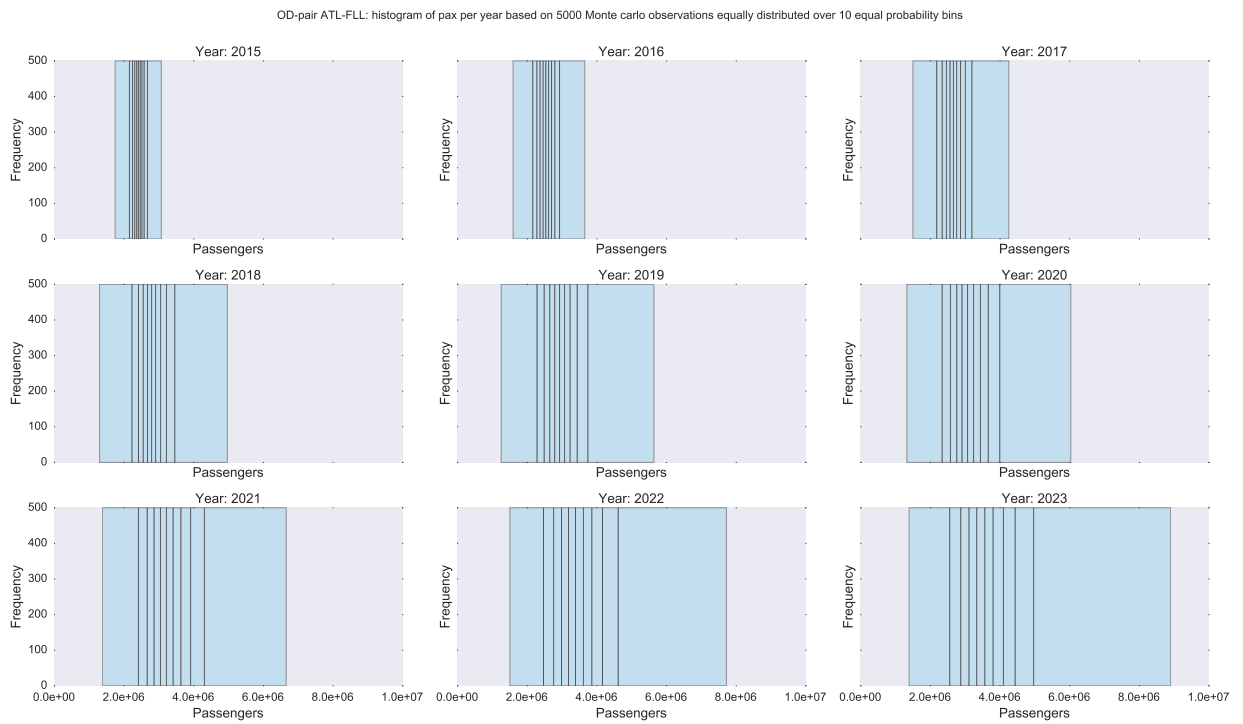 OD-pair ATL-FLL: histogram of pax per year based on 5000 Monte carlo observations equally distributed over 10 equal probability bins
Year: 2015
500
400
300
200
100
0
Frequency
Passengers
Year: 2016
Frequency
Passengers
Year: 2017
Frequency
Passengers
Year: 2018
500
400
300
200
100
0
Frequency
Passengers
Year: 2019
Frequency
Passengers
Year: 2020
Frequency
Passengers
Year: 2021
500
400
300
200
100
0
Frequency
0.0e+00 2.0e+06 4.0e+06 6.0e+06 8.0e+06 1.0e+07
Passengers
Year: 2022
Frequency
0.0e+00 2.0e+06 4.0e+06 6.0e+06 8.0e+06 1.0e+07
Passengers
Year: 2023
Frequency
0.0e+00 2.0e+06 4.0e+06 6.0e+06 8.0e+06 1.0e+07
Passengers